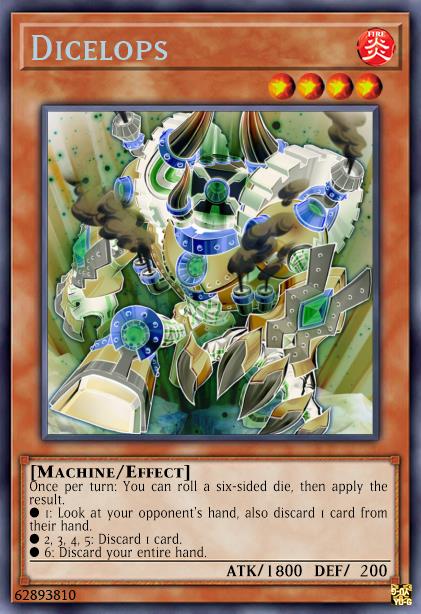 DICELOPS
FIRE
炎
[MACHINE/EFFECT]
Once per turn: You can roll a six-sided die, then apply the
result.
● 1: Look at your opponent's hand, also discard 1 card from
their hand.
● 2, 3, 4, 5: Discard 1 card.
● 6: Discard your entire hand.
ATK/1800 DEF/ 200
62893810